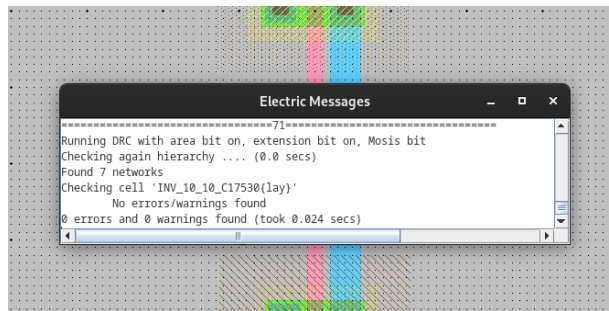 Electric Messages
=================================71=================================
Running DRC with area bit on, extension bit on, Mosis bit
Checking again hierarchy .... (0.0 secs)
Found 7 networks
Checking cell 'INV_10_10_C17530{lay}'
No errors/warnings found
0 errors and 0 warnings found (took 0.024 secs)